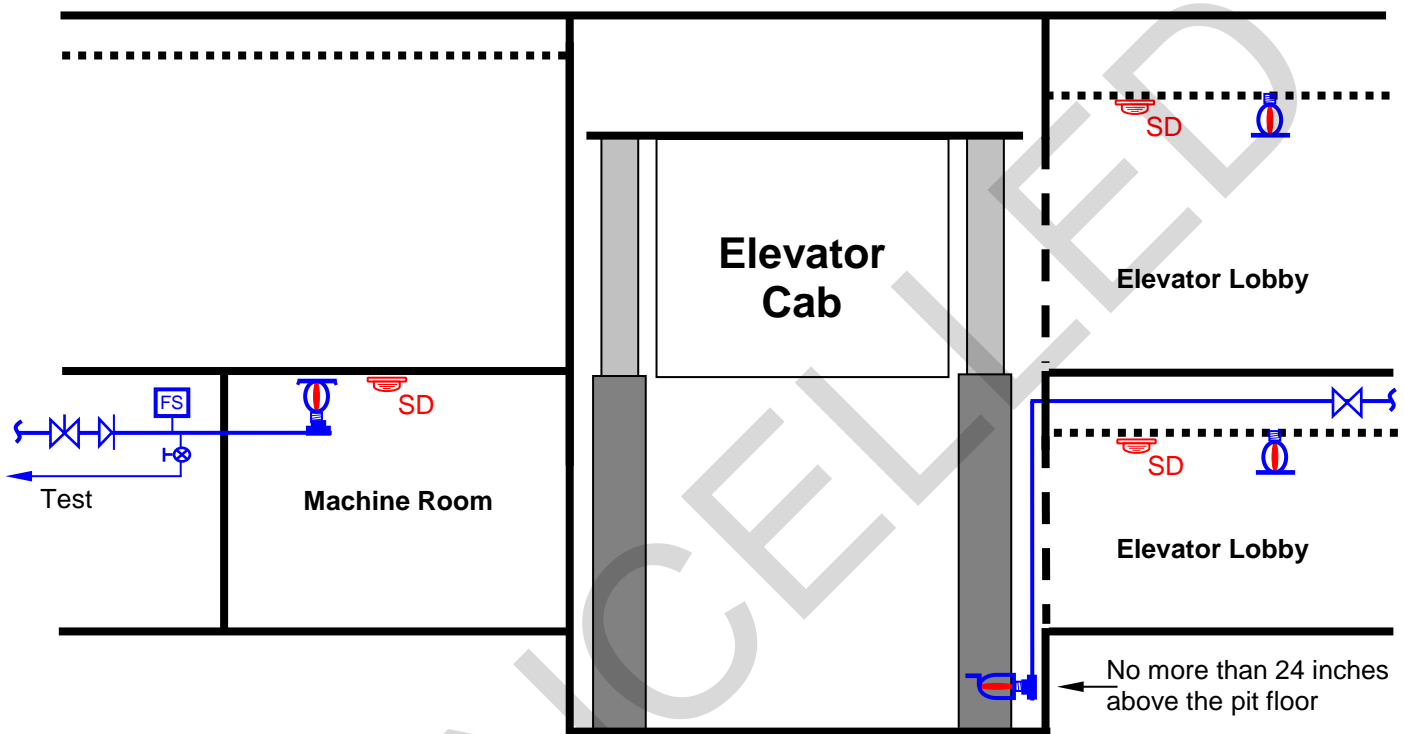 SD
Elevator
Cab
Elevator Lobby
FS
SD
Test
Machine Room
SD
Elevator Lobby
No more than 24 inches
above the pit floor
CANCELLED